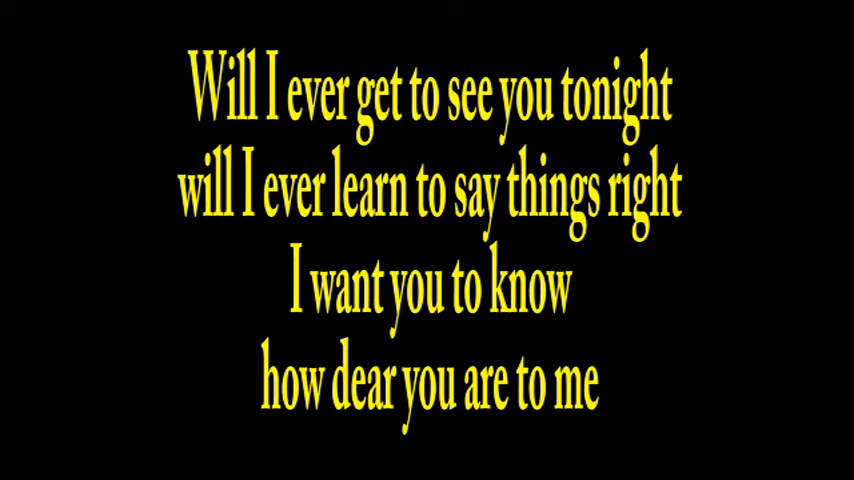 Will I ever get to see you tonight
will I ever learn to say things right
I want you to know
how dear you are to me